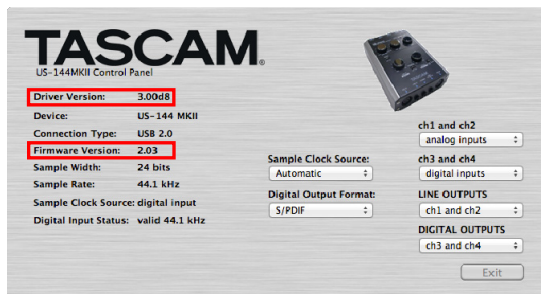 TASCAM.
US-144MKII Control Panel
Driver Version: 3.00d8
Device: US-144 MKII
Connection Type: USB 2.0
Firmware Version: 2.03
Sample Width: 24 bits
Sample Rate: 44.1 kHz
Sample Clock Source: digital input
Digital Input Status: valid 44.1 kHz
Sample Clock Source:
Automatic
Digital Output Format:
S/PDIF
ch1 and ch2
analog inputs
ch3 and ch4
digital inputs
LINE OUTPUTS
ch1 and ch2
DIGITAL OUTPUTS
ch3 and ch4
Exit